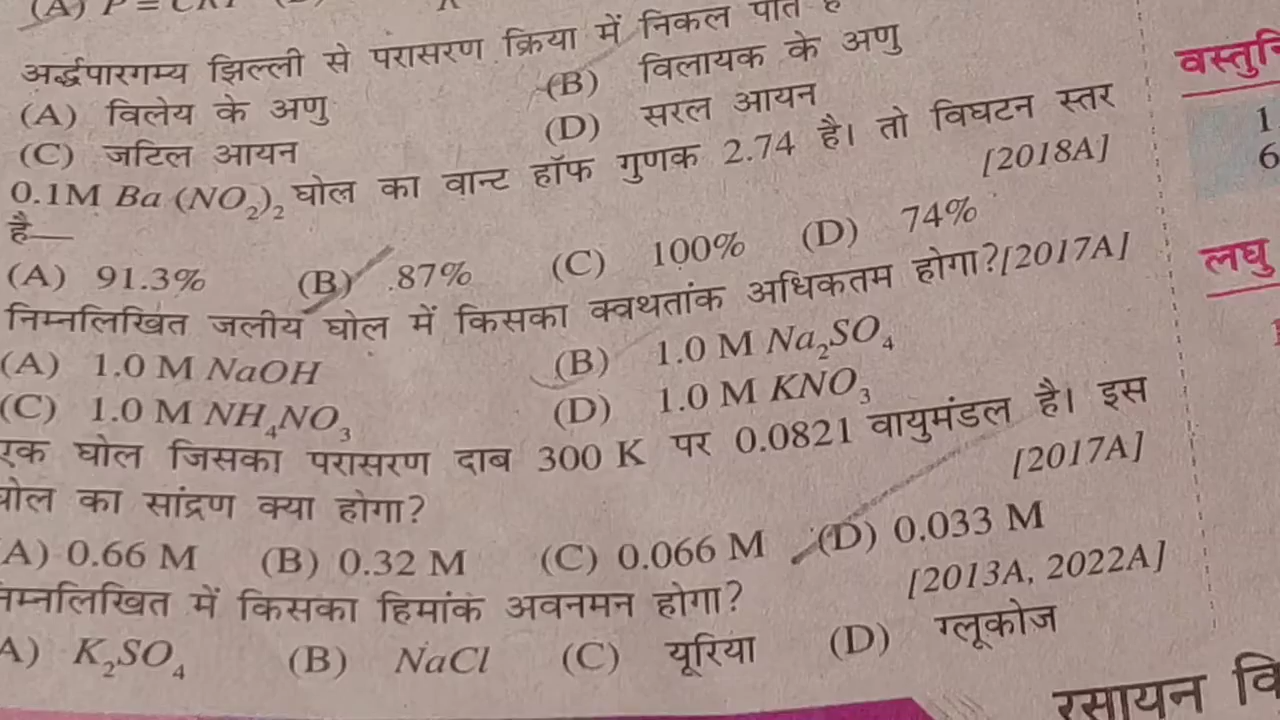 (A) P = CRT
अर्द्धपारगम्य झिल्ली से परासरण क्रिया में निकल पाते है
(A) विलेय के अणु (B) विलायक के अणु
(C) जटिल आयन (D) सरल आयन
0.1M Ba (NO₂)₂ घोल का वान्ट हॉफ गुणक 2.74 है। तो विघटन स्तर
है— [2018A]
(A) 91.3% (B) 87% (C) 100% (D) 74%
निम्नलिखित जलीय घोल में किसका क्वथतांक अधिकतम होगा?[2017A]
(A) 1.0 M NaOH (B) 1.0 M Na₂SO₄
(C) 1.0 M NH₄NO₃ (D) 1.0 M KNO₃
एक घोल जिसका परासरण दाब 300 K पर 0.0821 वायुमंडल है। इस
घोल का सांद्रण क्या होगा? [2017A]
A) 0.66 M (B) 0.32 M (C) 0.066 M (D) 0.033 M
निम्नलिखित में किसका हिमांक अवनमन होगा? [2013A, 2022A]
A) K₂SO₄ (B) NaCl (C) यूरिया (D) ग्लूकोज
वस्तुनि
1
6
लघु
रसायन वि